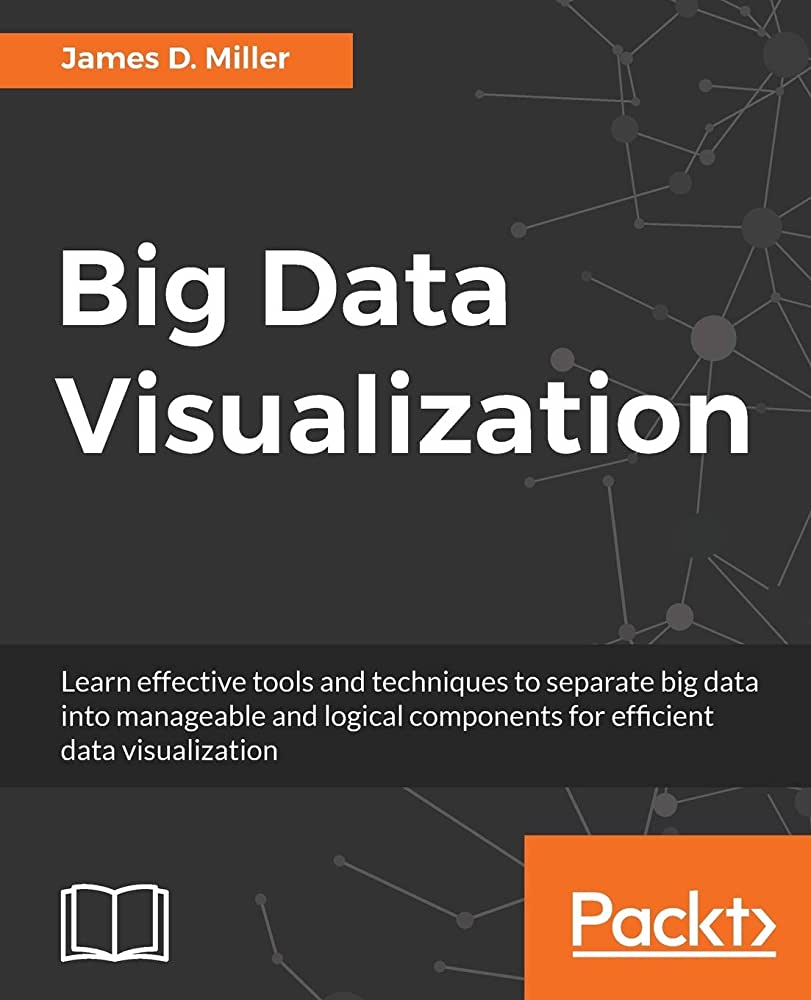 James D. Miller
Big Data
Visualization
Learn effective tools and techniques to separate big data
into manageable and logical components for efficient
data visualization
Packt>